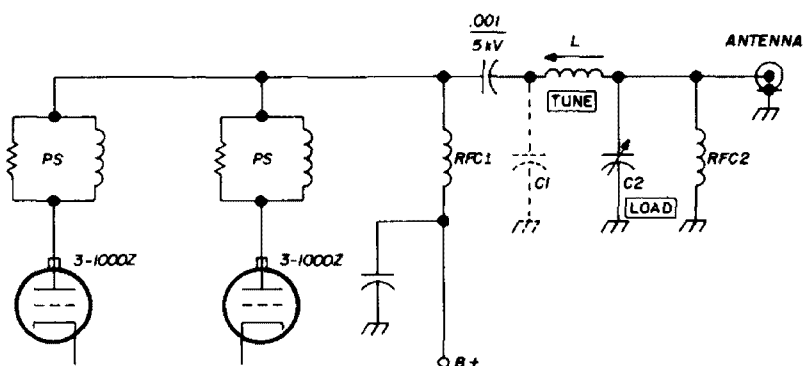 .001
5kV
L
ANTENNA
TUNE
PS
PS
RFC1
C1
C2
RFC2
LOAD
3-1000Z
3-1000Z
B+